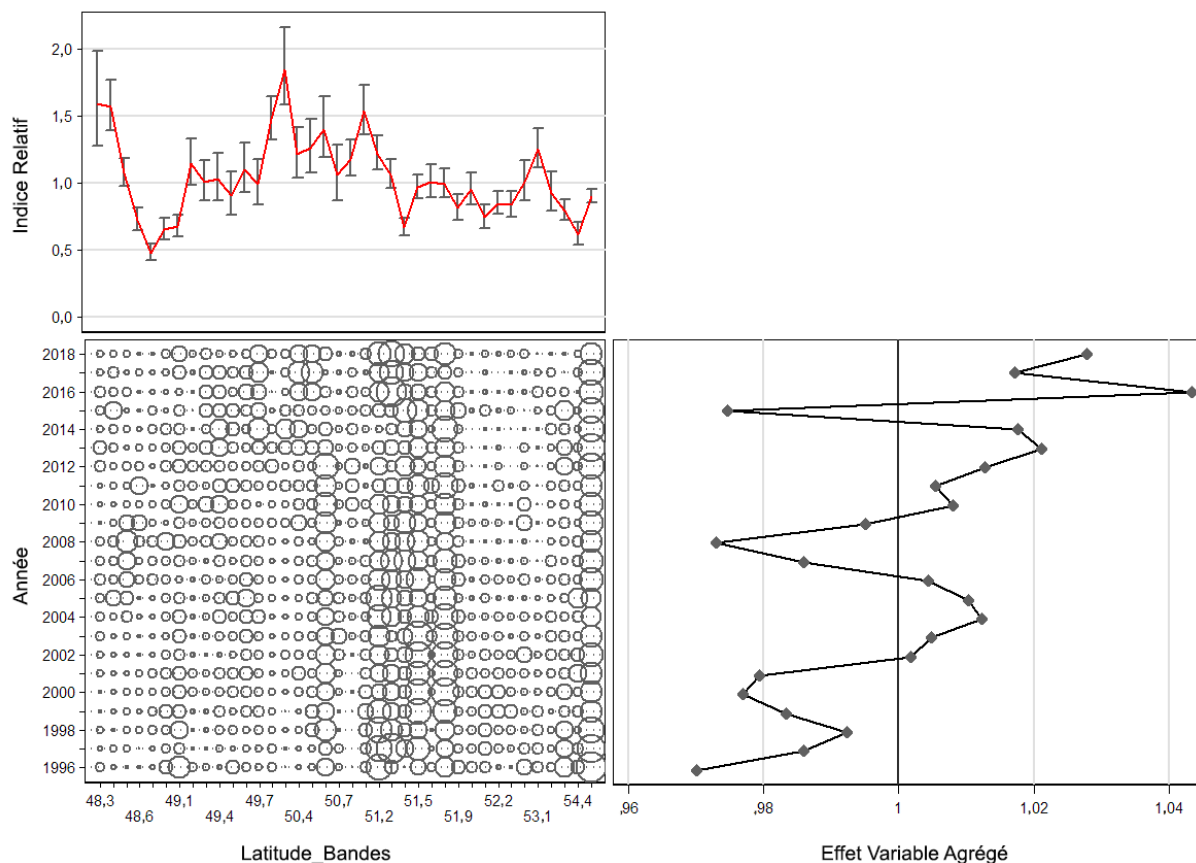 Indice Relatif
2,0
1,5
1,0
0,5
0,0
Année
2018
2016
2014
2012
2010
2008
2006
2004
2002
2000
1998
1996
48,3 49,1 49,7 50,7 51,5 52,2 54,4
48,6 49,4 50,4 51,2 51,9 53,1
Latitude_Bandes
,96 ,98 1 1,02 1,04
Effet Variable Agrégé